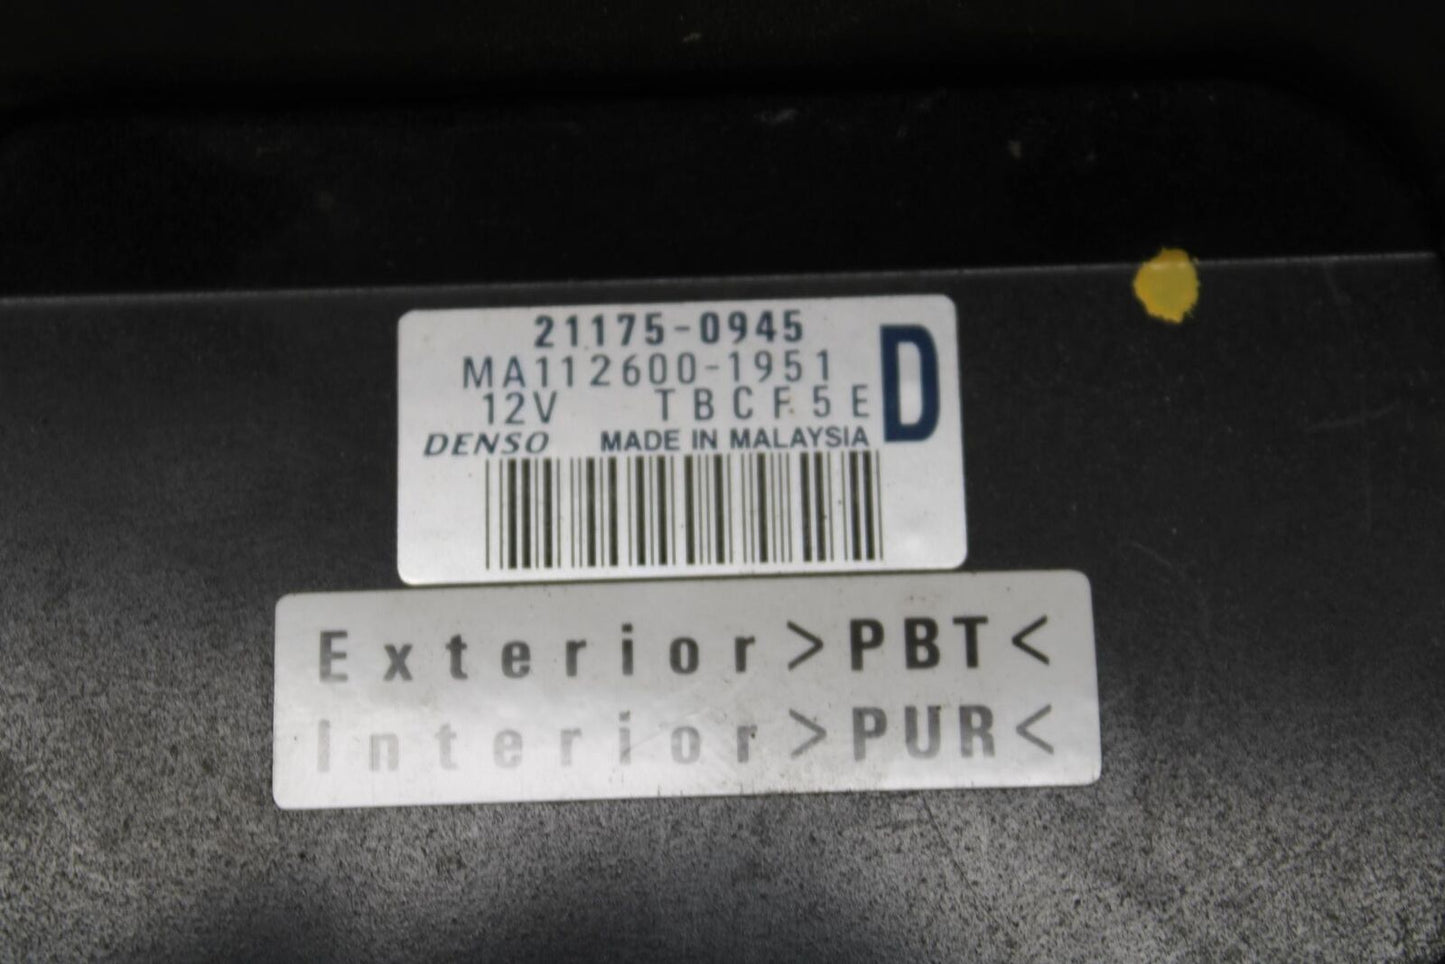 21175-0945
MA112600-1951
12V TBCF5E
D
DENSO MADE IN MALAYSIA
Exterior>PBT<
Interior>PUR<